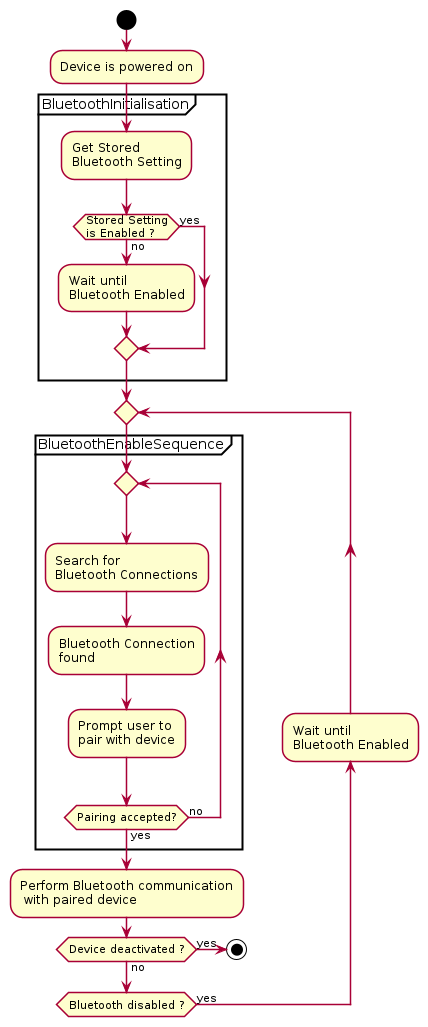 Device is powered on
BluetoothInitialisation
Get Stored
Bluetooth Setting
Stored Setting
is Enabled ?
yes
no
Wait until
Bluetooth Enabled
BluetoothEnableSequence
Search for
Bluetooth Connections
Bluetooth Connection
found
Prompt user to
pair with device
Wait until
Bluetooth Enabled
Pairing accepted?
no
yes
Perform Bluetooth communication
with paired device
Device deactivated ?
yes
no
Bluetooth disabled ?
yes